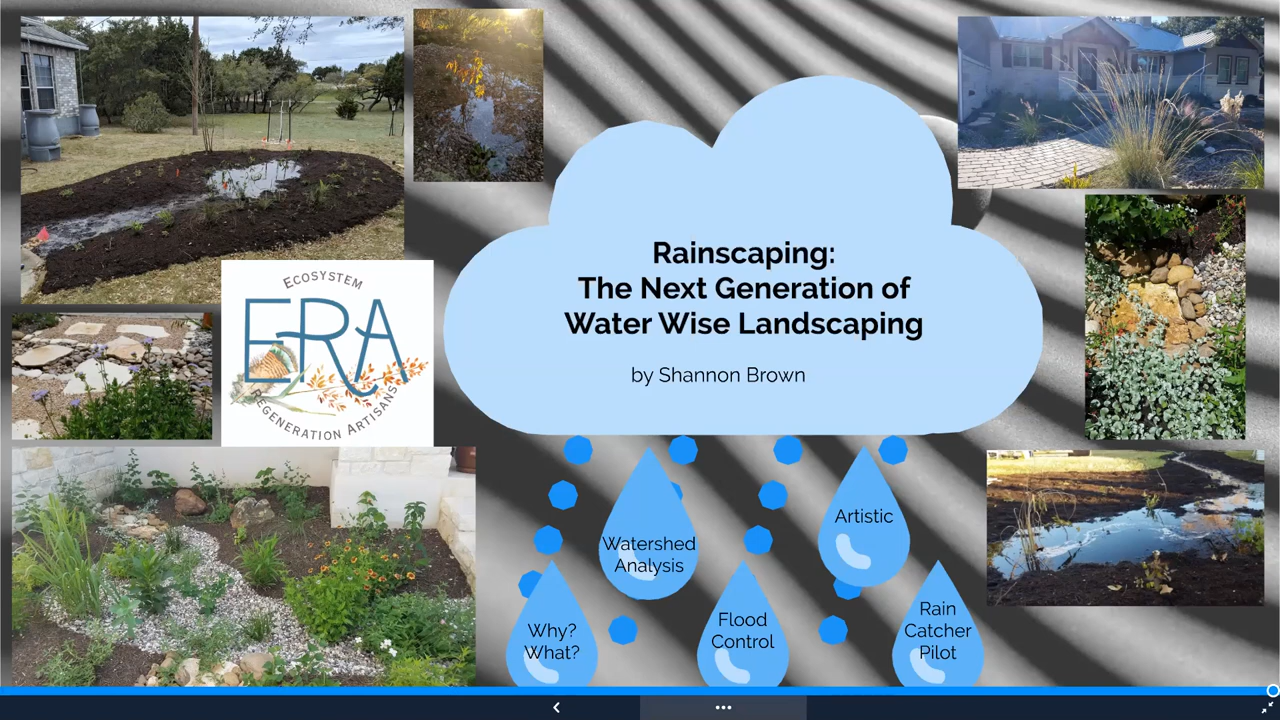 Rainscaping:
The Next Generation of
Water Wise Landscaping
by Shannon Brown
ECOSYSTEM
ERA
REGENERATION ARTISANS
Watershed
Analysis
Artistic
Why?
What?
Flood
Control
Rain
Catcher
Pilot